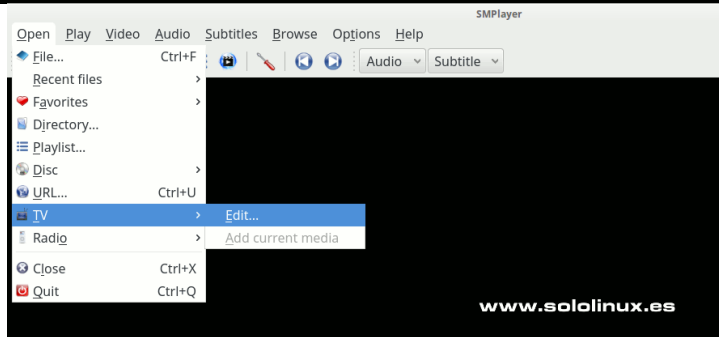 SMPlayer
Open Play Video Audio Subtitles Browse Options Help
Audio Subtitle
File... Ctrl+F
Recent files
Favorites
Directory...
Playlist...
Disc
URL... Ctrl+U
TV
Edit...
Radio
Add current media
Close Ctrl+X
Quit Ctrl+Q
www.sololinux.es